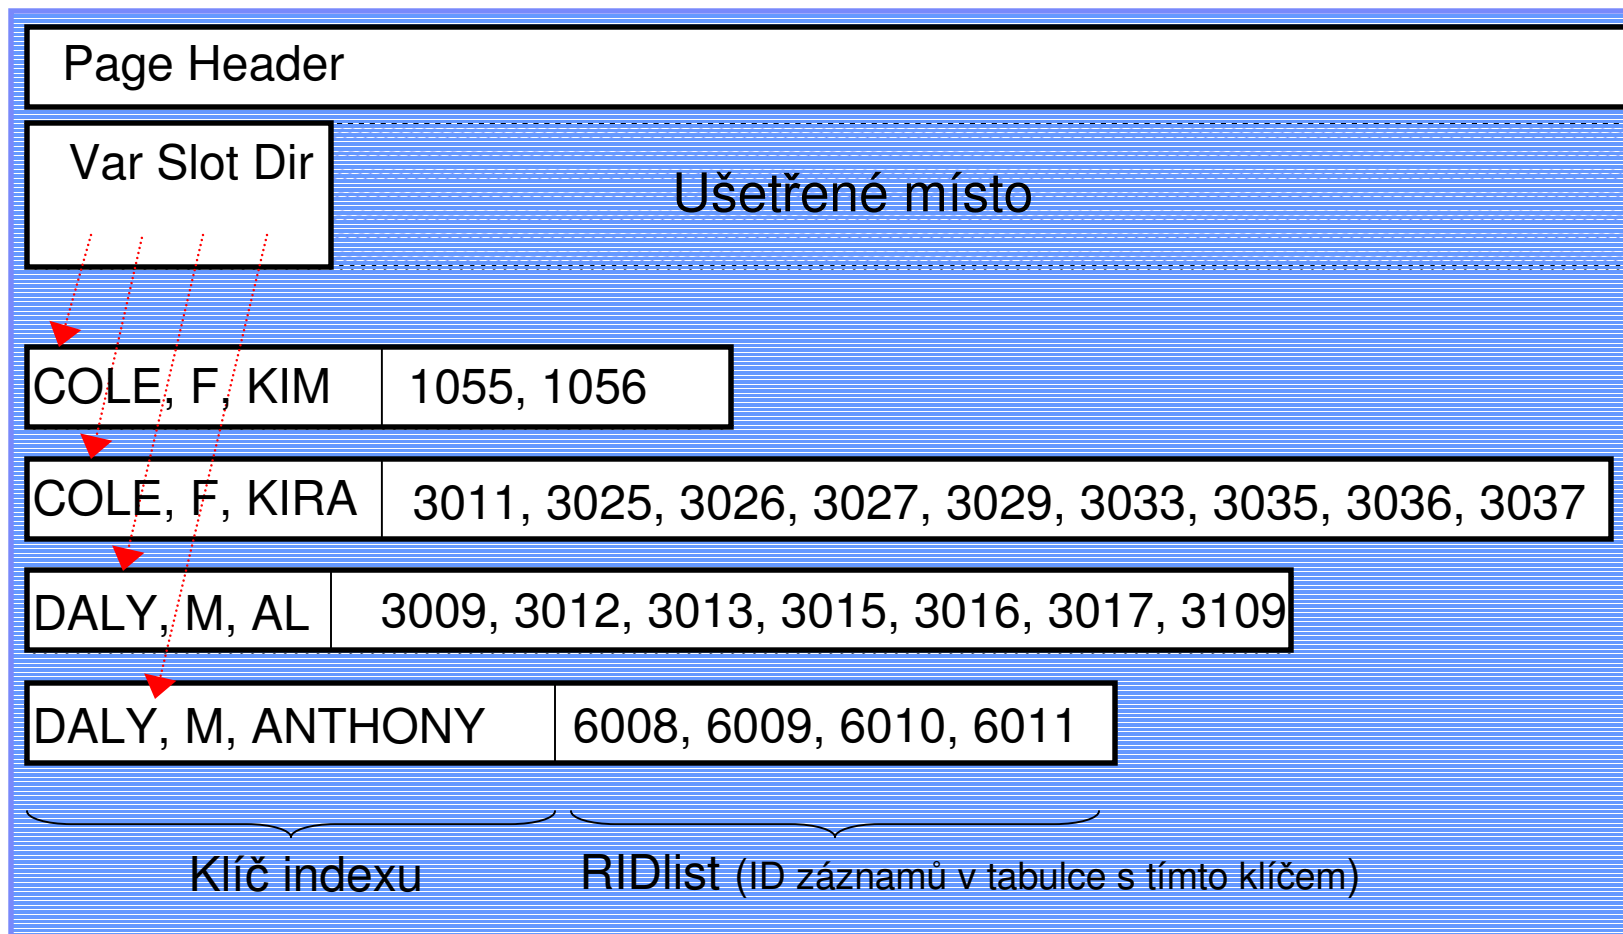 Page Header
Var Slot Dir
Ušetřené místo
COLE, F, KIM 1055, 1056
COLE, F, KIRA 3011, 3025, 3026, 3027, 3029, 3033, 3035, 3036, 3037
DALY, M, AL 3009, 3012, 3013, 3015, 3016, 3017, 3109
DALY, M, ANTHONY 6008, 6009, 6010, 6011
Klíč indexu RIDlist (ID záznamů v tabulce s tímto klíčem)